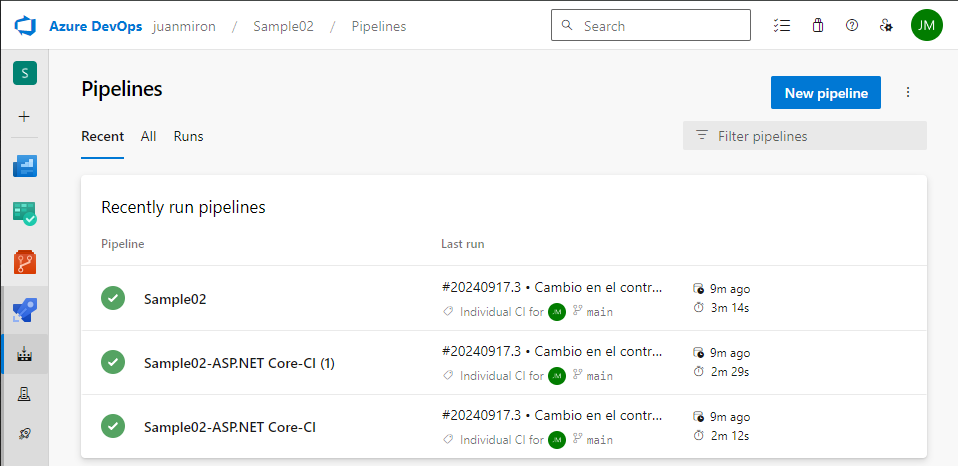 Azure DevOps juanmiron / Sample02 / Pipelines Search JM
S
Pipelines New pipeline
Recent All Runs Filter pipelines
Recently run pipelines
Pipeline Last run
Sample02
#20240917.3 • Cambio en el contr... 9m ago
Individual CI for JM main 3m 14s
Sample02-ASP.NET Core-CI (1)
#20240917.3 • Cambio en el contr... 9m ago
Individual CI for JM main 2m 29s
Sample02-ASP.NET Core-CI
#20240917.3 • Cambio en el contr... 9m ago
Individual CI for JM main 2m 12s